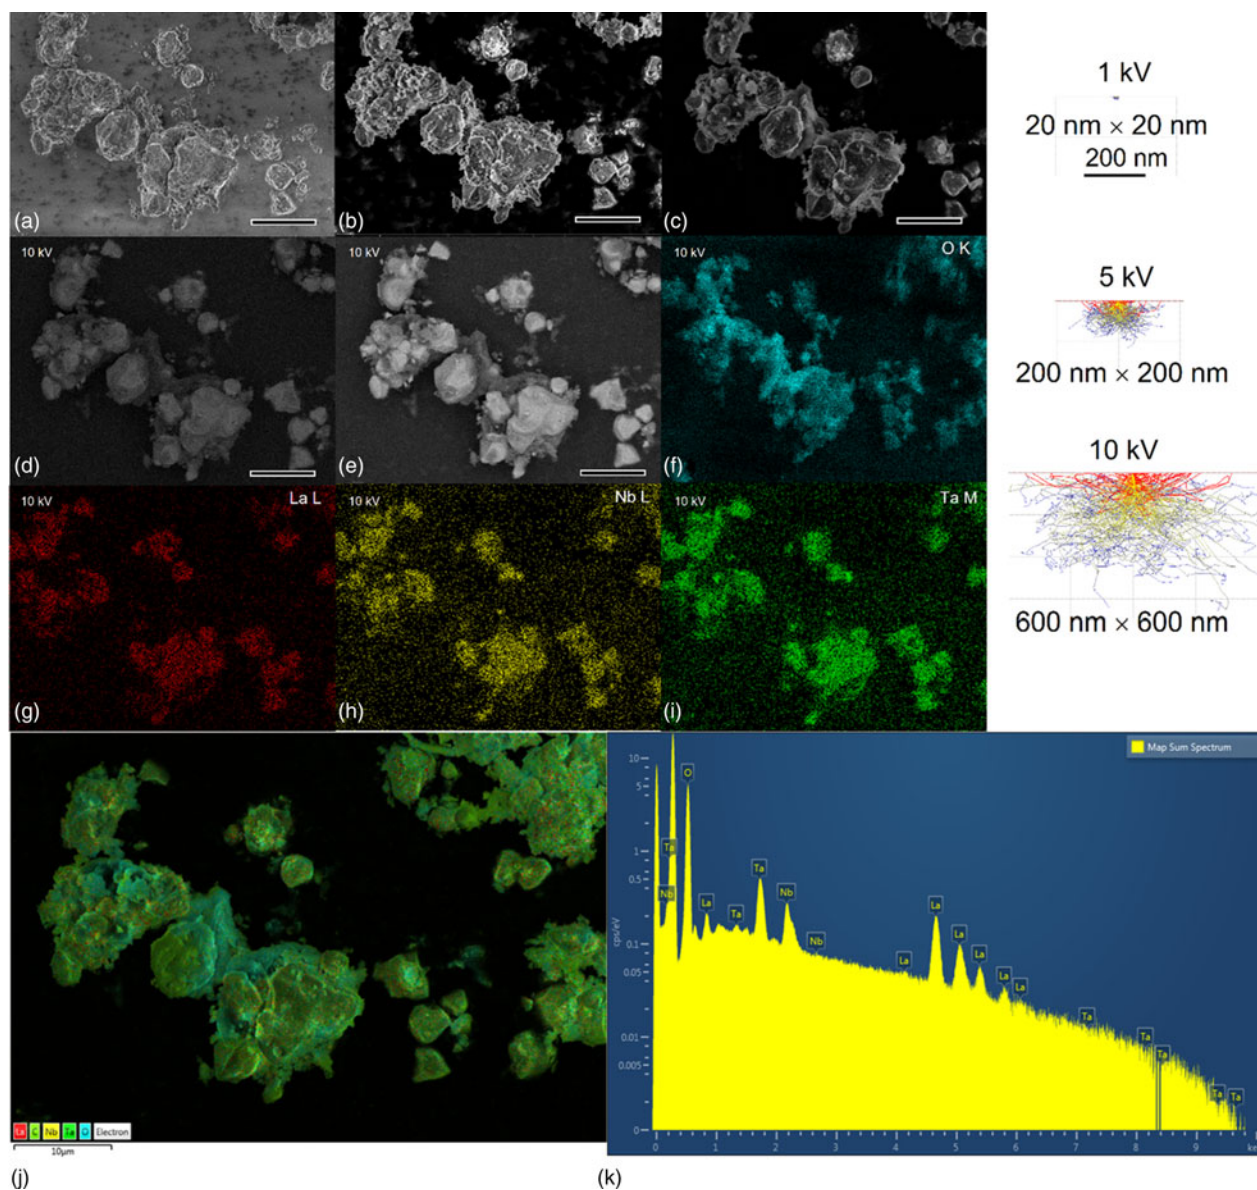 (a)
(b)
(c)
1 kV
20 nm × 20 nm
200 nm
10 kV
(d)
10 kV
(e)
O K
(f)
5 kV
200 nm × 200 nm
10 kV
La L
(g)
10 kV
Nb L
(h)
10 kV
Ta M
(i)
10 kV
600 nm × 600 nm
La C Nb Ta O Electron
10µm
(j)
Map Sum Spectrum
10
5
1
0.5
0.1
0.05
0.01
0.005
0
cps/eV
Ta
Nb
O
La
Ta
Ta
Nb
Nb
La
La
La
La
La
La
Ta
Ta
Ta
Ta
Ta
0 1 2 3 4 5 6 7 8 9
(k)